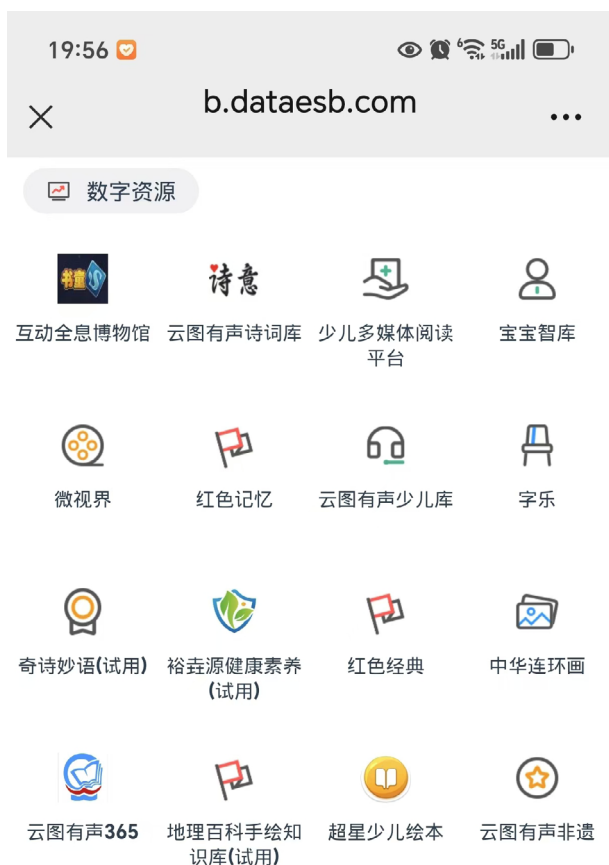 19:56
6
5G
b.dataesb.com
数字资源
书童
诗意
互动全息博物馆 云图有声诗词库 少儿多媒体阅读 宝宝智库
平台
微视界 红色记忆 云图有声少儿库 字乐
奇诗妙语(试用) 裕垚源健康素养 红色经典 中华连环画
(试用)
云图有声365 地理百科手绘知 超星少儿绘本 云图有声非遗
识库(试用)